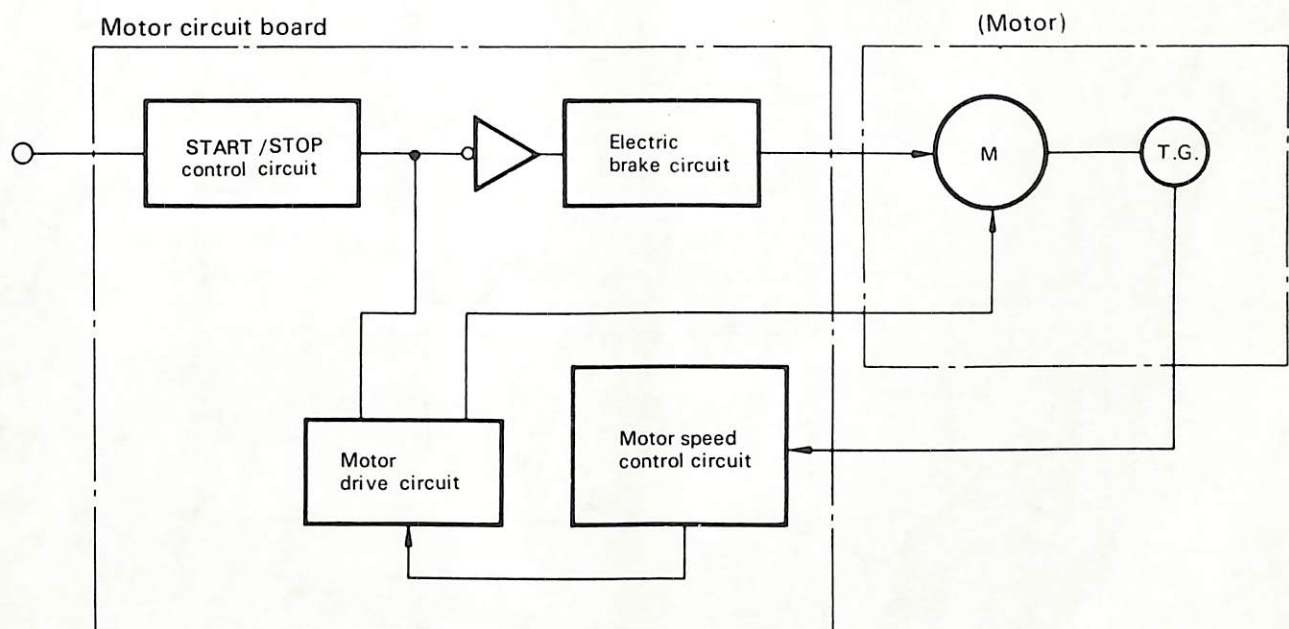 Motor circuit board
(Motor)
START /STOP
control circuit
Electric
brake circuit
M
T.G.
Motor speed
control circuit
Motor
drive circuit